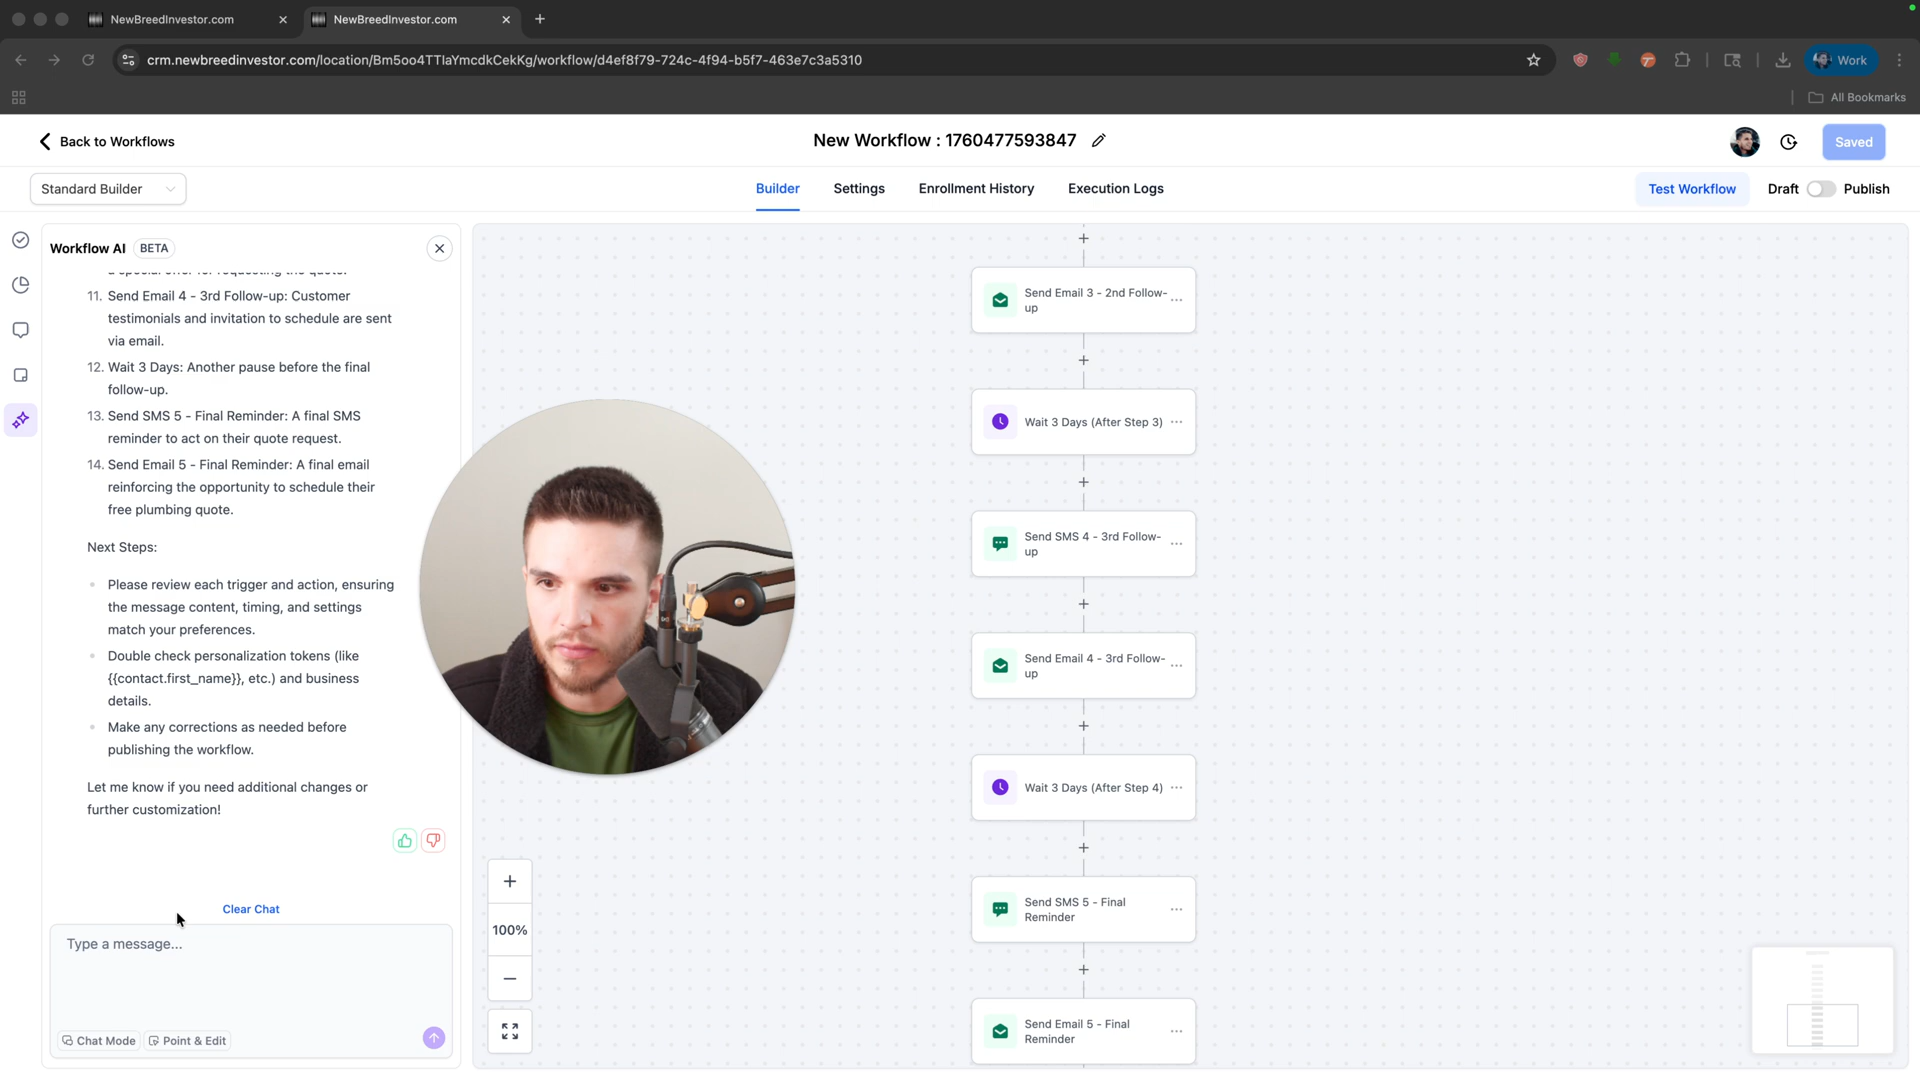 NewBreedInvestor.com
NewBreedInvestor.com
crm.newbreedinvestor.com/location/Bm5oo4TTIaYmcdkCekKg/workflow/d4ef8f79-724c-4f94-b5f7-463e7c3a5310
Work
All Bookmarks
Back to Workflows
New Workflow : 1760477593847
Saved
Standard Builder
Builder
Settings
Enrollment History
Execution Logs
Test Workflow
Draft
Publish
Workflow AI
BETA
a special offer for requesting the quote.
11. Send Email 4 - 3rd Follow-up: Customer
testimonials and invitation to schedule are sent
via email.
12. Wait 3 Days: Another pause before the final
follow-up.
13. Send SMS 5 - Final Reminder: A final SMS
reminder to act on their quote request.
14. Send Email 5 - Final Reminder: A final email
reinforcing the opportunity to schedule their
free plumbing quote.
Next Steps:
Please review each trigger and action, ensuring
the message content, timing, and settings
match your preferences.
Double check personalization tokens (like
{{contact.first_name}}, etc.) and business
details.
Make any corrections as needed before
publishing the workflow.
Let me know if you need additional changes or
further customization!
Clear Chat
Type a message...
Chat Mode
Point & Edit
100%
Send Email 3 - 2nd Follow-
up
Wait 3 Days (After Step 3)
Send SMS 4 - 3rd Follow-
up
Send Email 4 - 3rd Follow-
up
Wait 3 Days (After Step 4)
Send SMS 5 - Final
Reminder
Send Email 5 - Final
Reminder